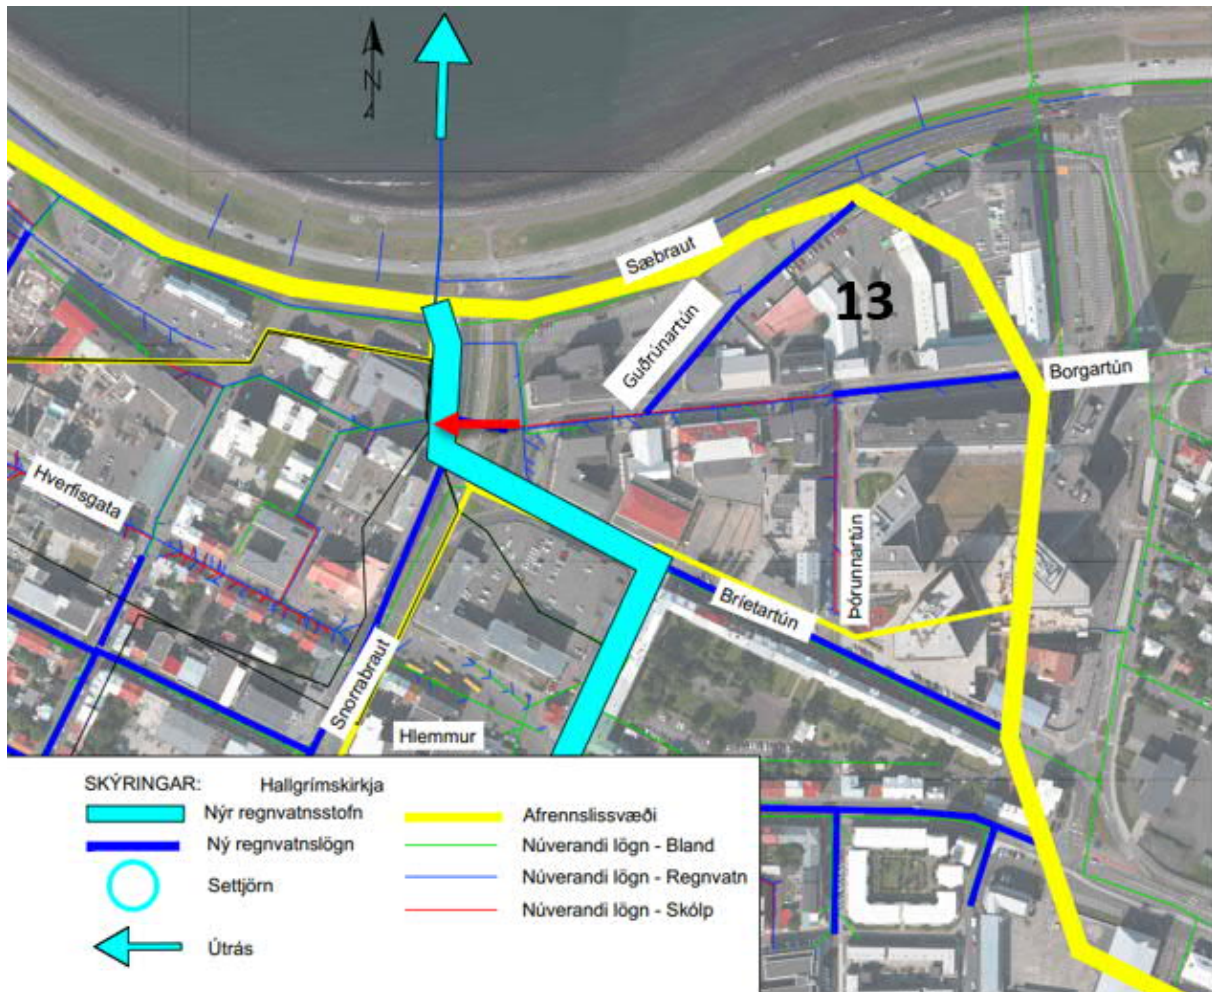 N
Sæbraut
13
Guðrúnartún
Borgartún
Hverfisgata
Þórunnartún
Bríetartún
Snorrabraut
Hlemmur
SKÝRINGAR: Hallgrímskirkja
Nýr regnvatnsstofn
Ný regnvatnslögn
Settjörn
Útrás
Afrennslissvæði
Núverandi lögn - Bland
Núverandi lögn - Regnvatn
Núverandi lögn - Skólp